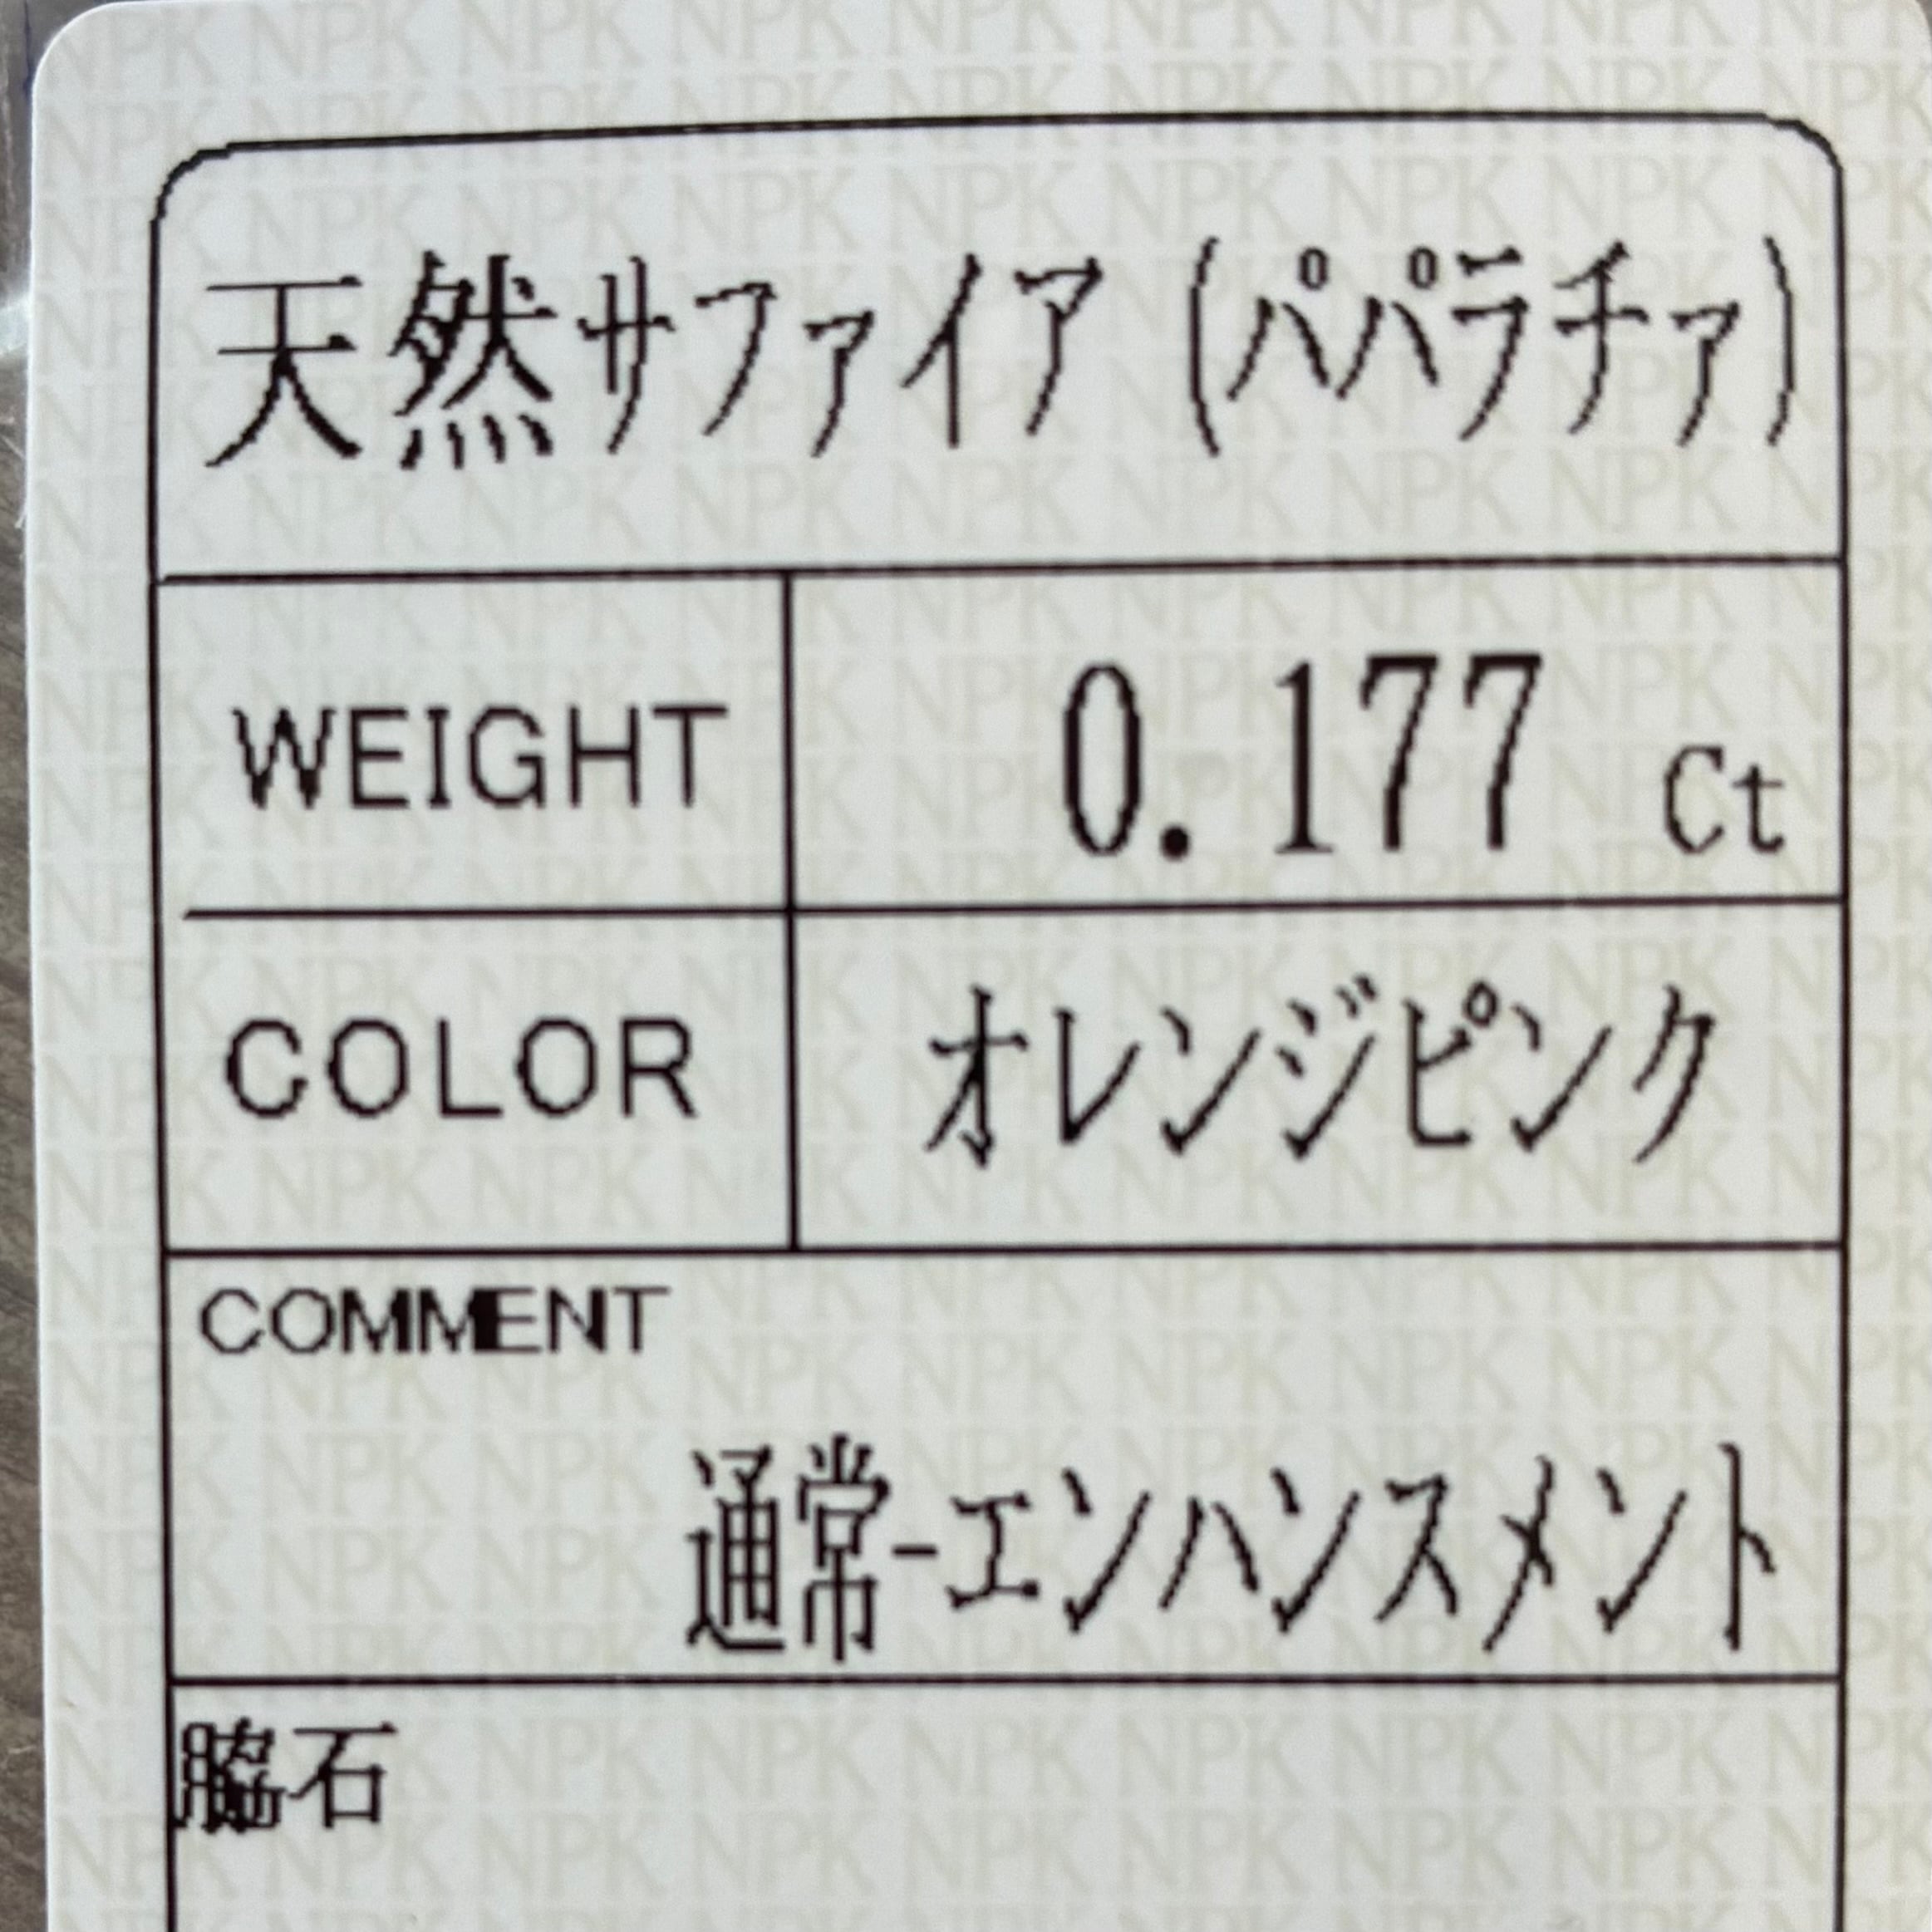 天然サファイア (パパラチァ)
WEIGHT 0.177 Ct
COLOR オレンジピンク
COMMENT
通常-エンハンスメント
脇石